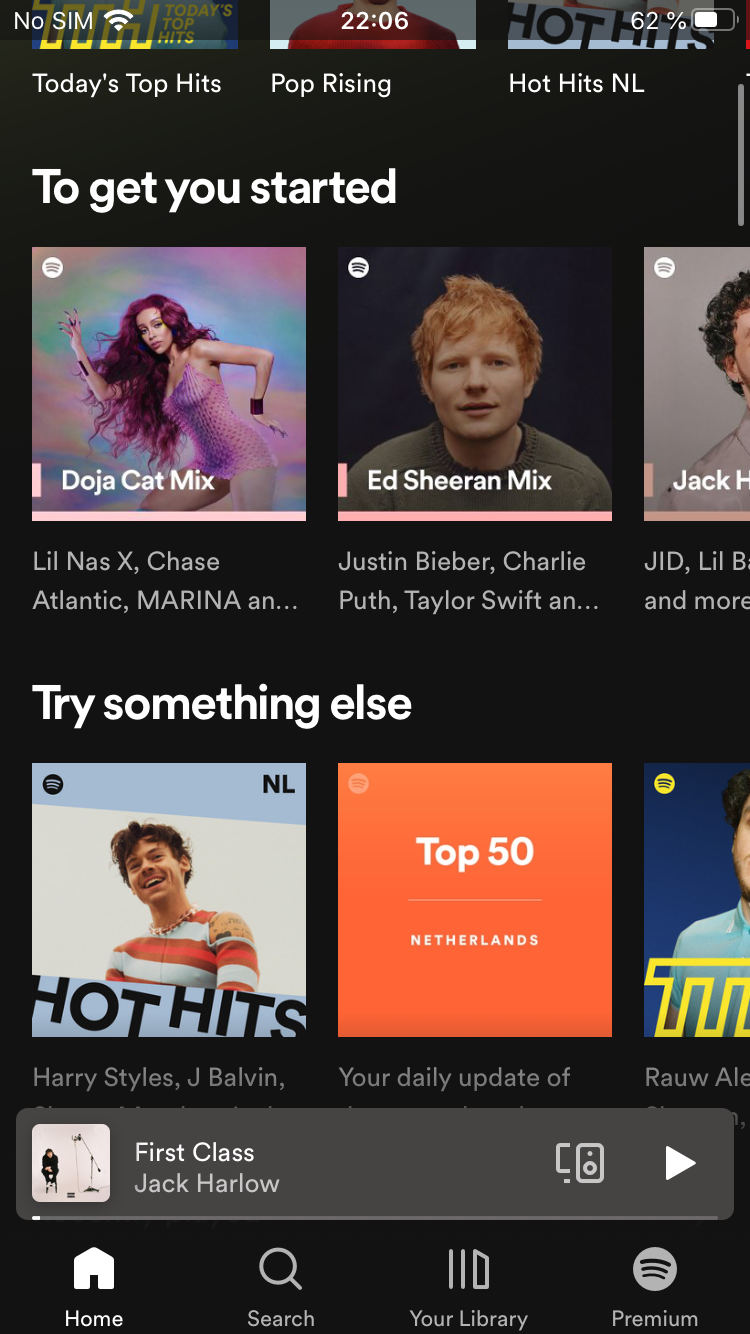 No SIM 22:06 62 %
TODAY'S
TOP
HITS
Today's Top Hits Pop Rising Hot Hits NL
To get you started
Doja Cat Mix Ed Sheeran Mix Jack H
Lil Nas X, Chase Justin Bieber, Charlie JID, Lil Ba
Atlantic, MARINA an... Puth, Taylor Swift an... and more
Try something else
NL
Top 50
NETHERLANDS
HOT HITS
Harry Styles, J Balvin, Your daily update of Rauw Ale
First Class
Jack Harlow
Home Search Your Library Premium